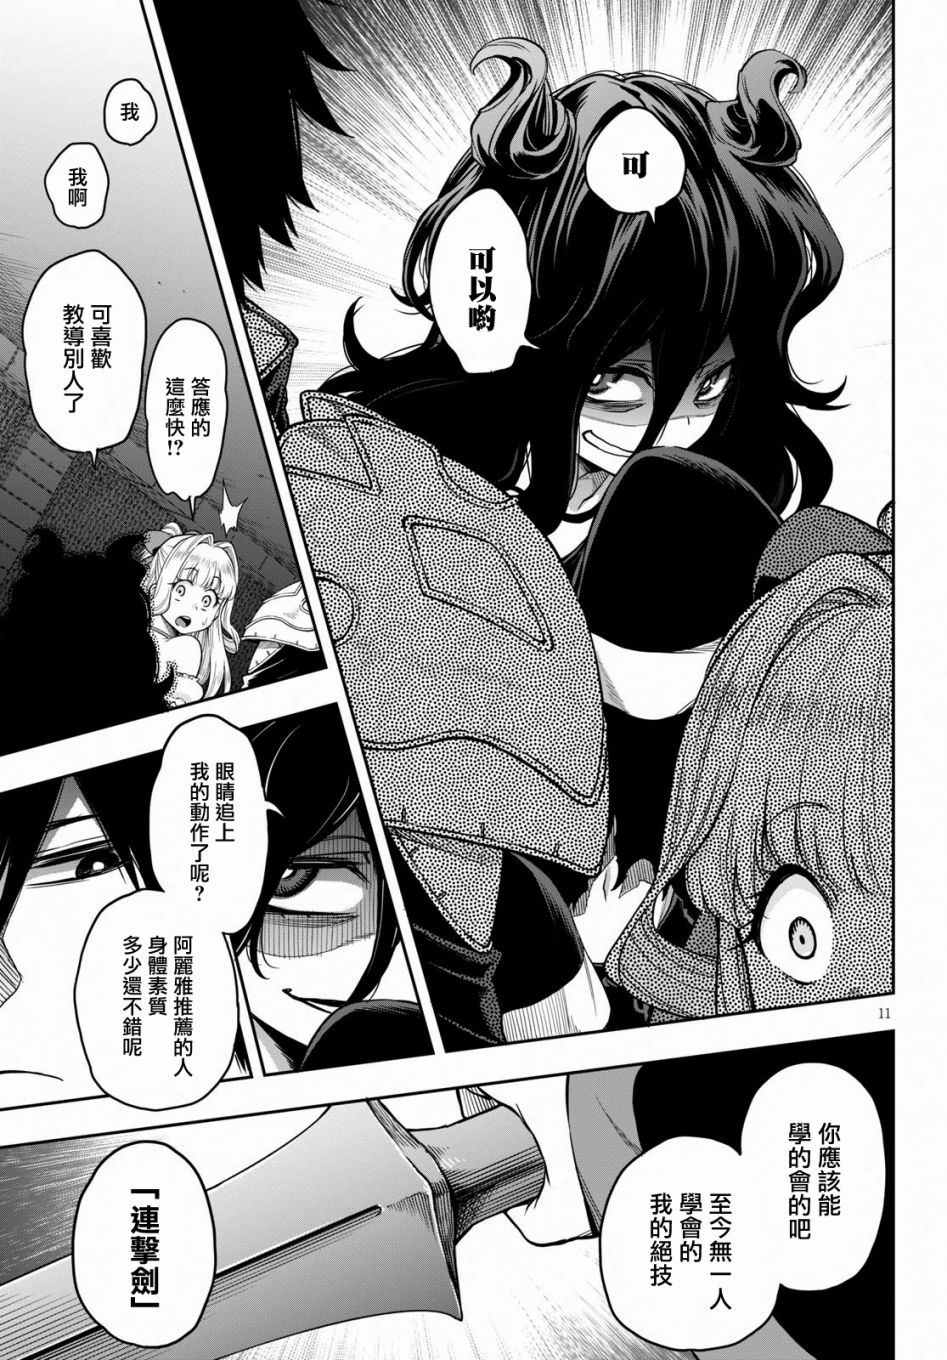 可
可以喲
我
我啊
可喜歡
教導別人了
答應的
這麼快!?
眼睛追上
我的動作了呢?
阿麗雅推薦的人
身體素質
多少還不錯呢
11
你應該能
學的會的吧
至今無一人
學會的
我的絕技
「連擊劍」